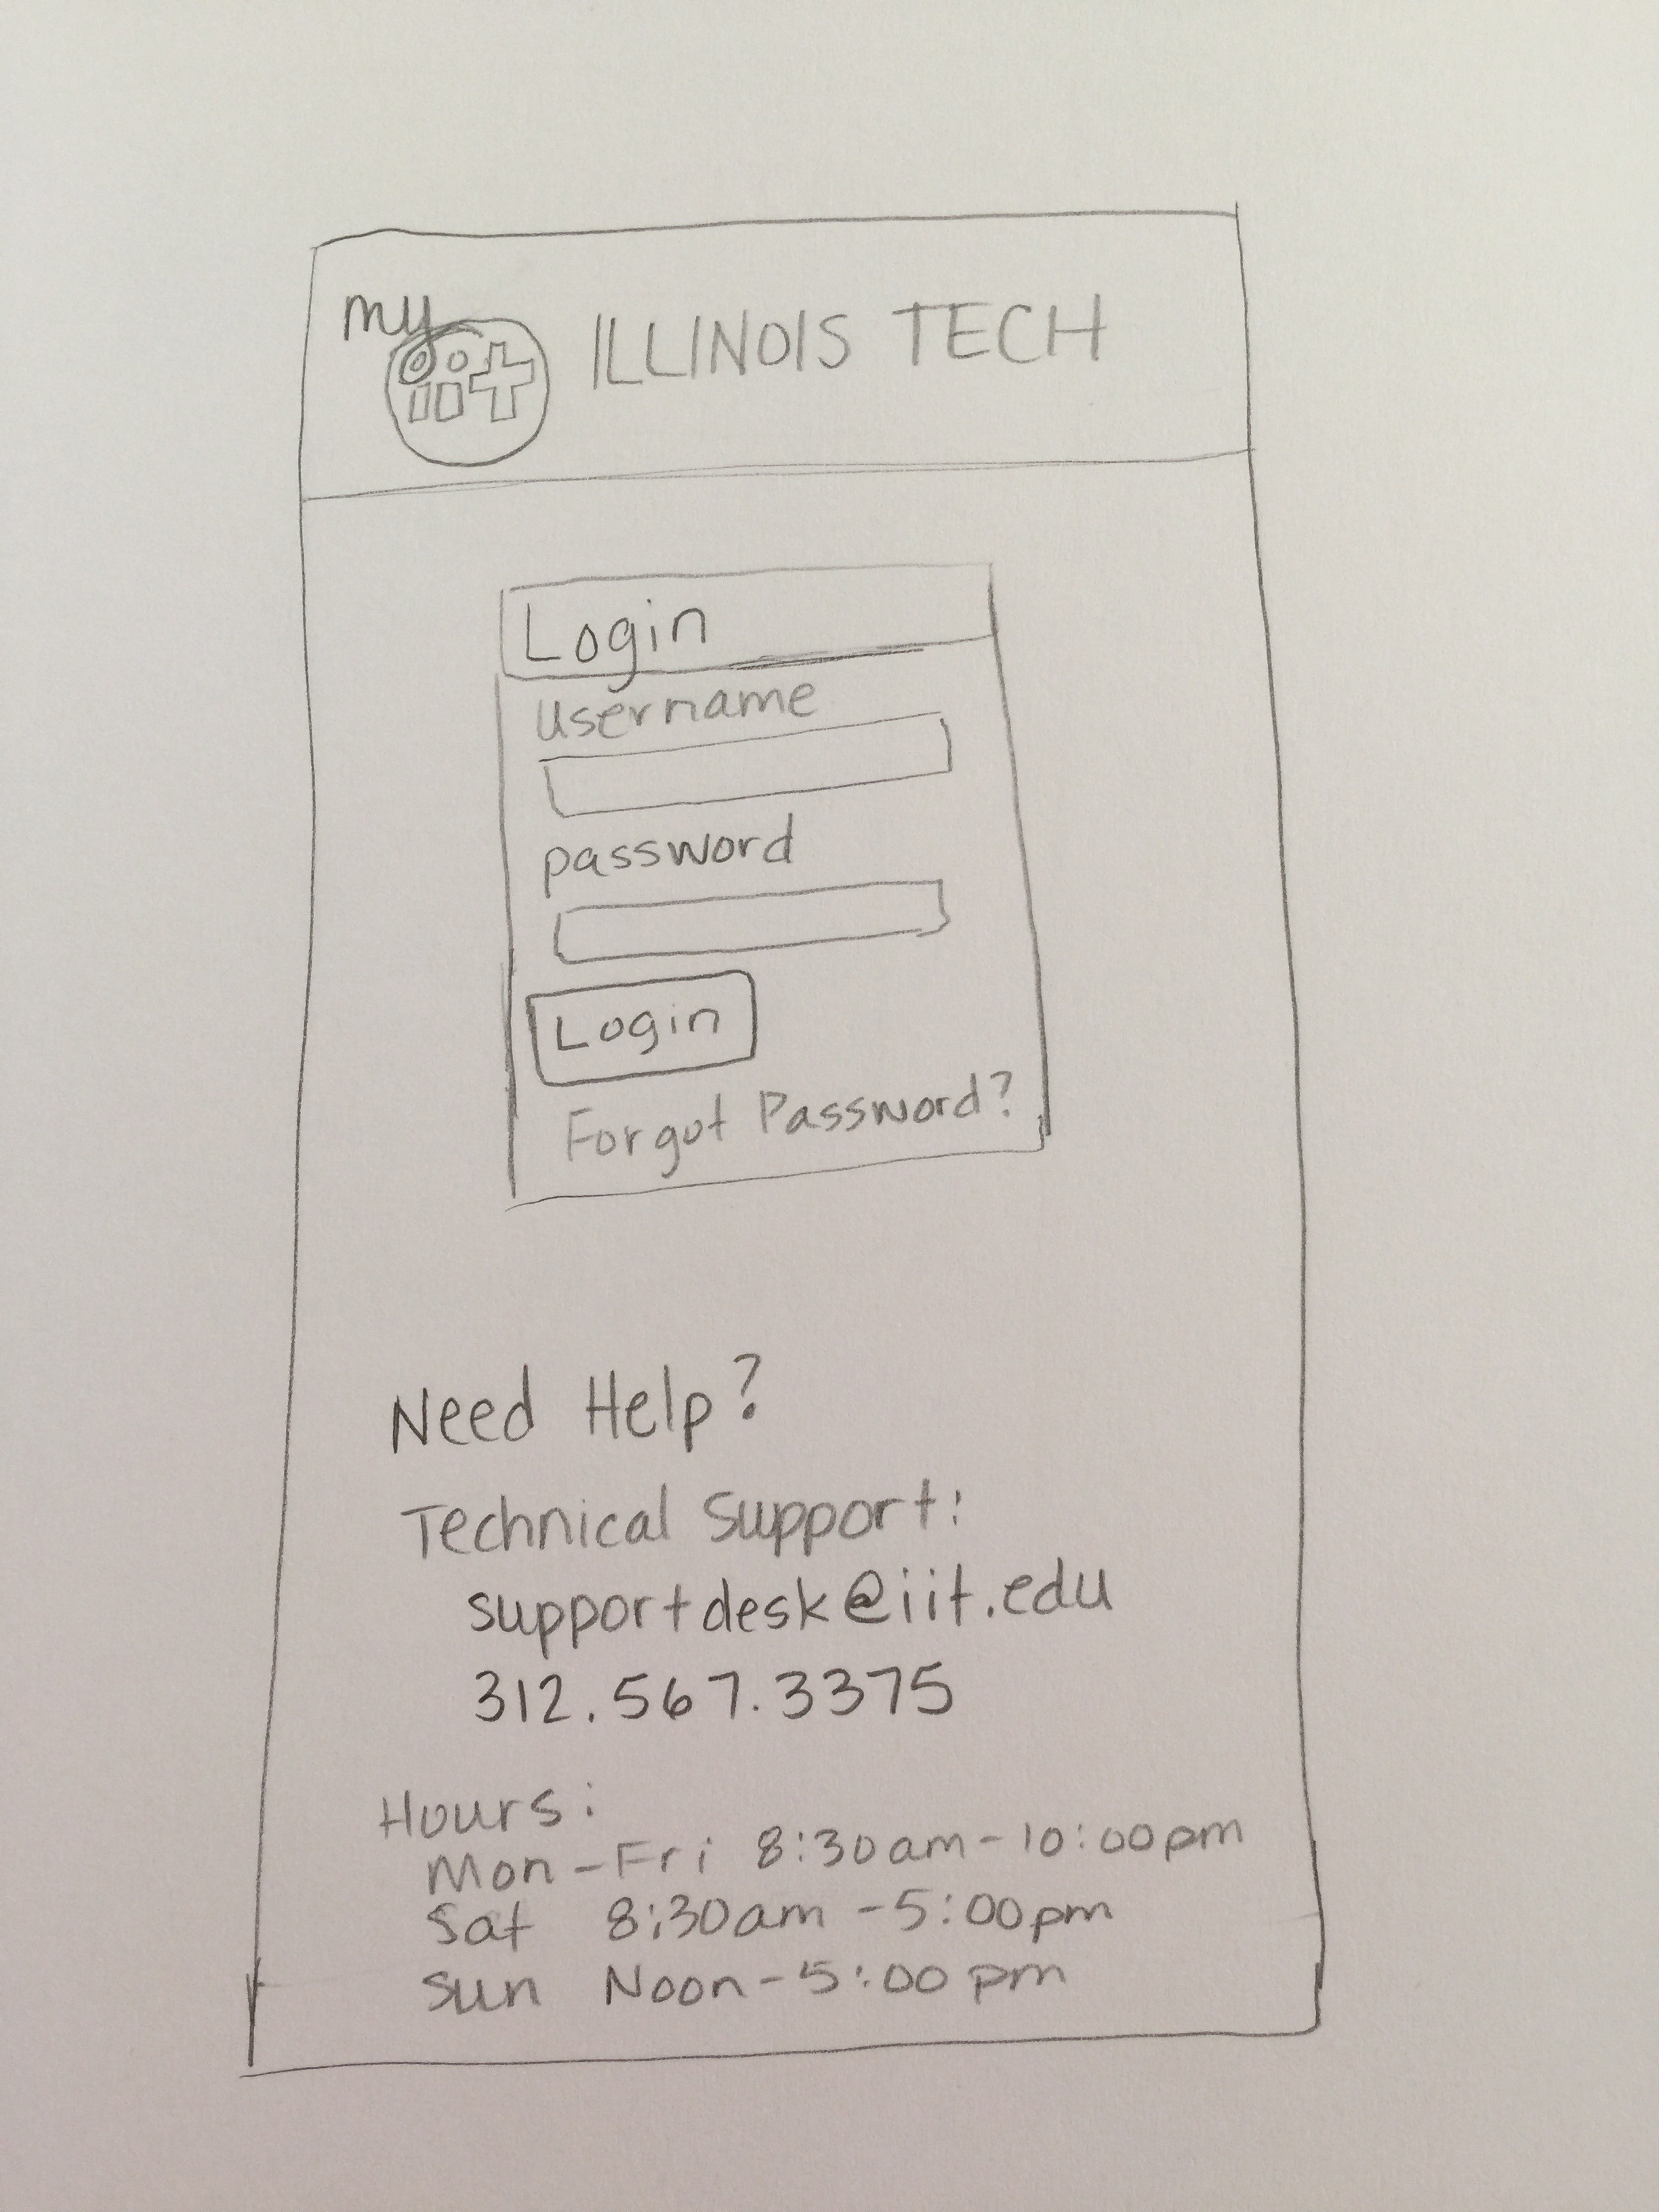 my
iit ILLINOIS TECH
Login
username
password
Login
Forgot Password?
Need Help?
Technical Support:
supportdesk@iit.edu
312.567.3375
Hours:
Mon-Fri 8:30am-10:00pm
Sat 8:30am-5:00pm
Sun Noon-5:00pm